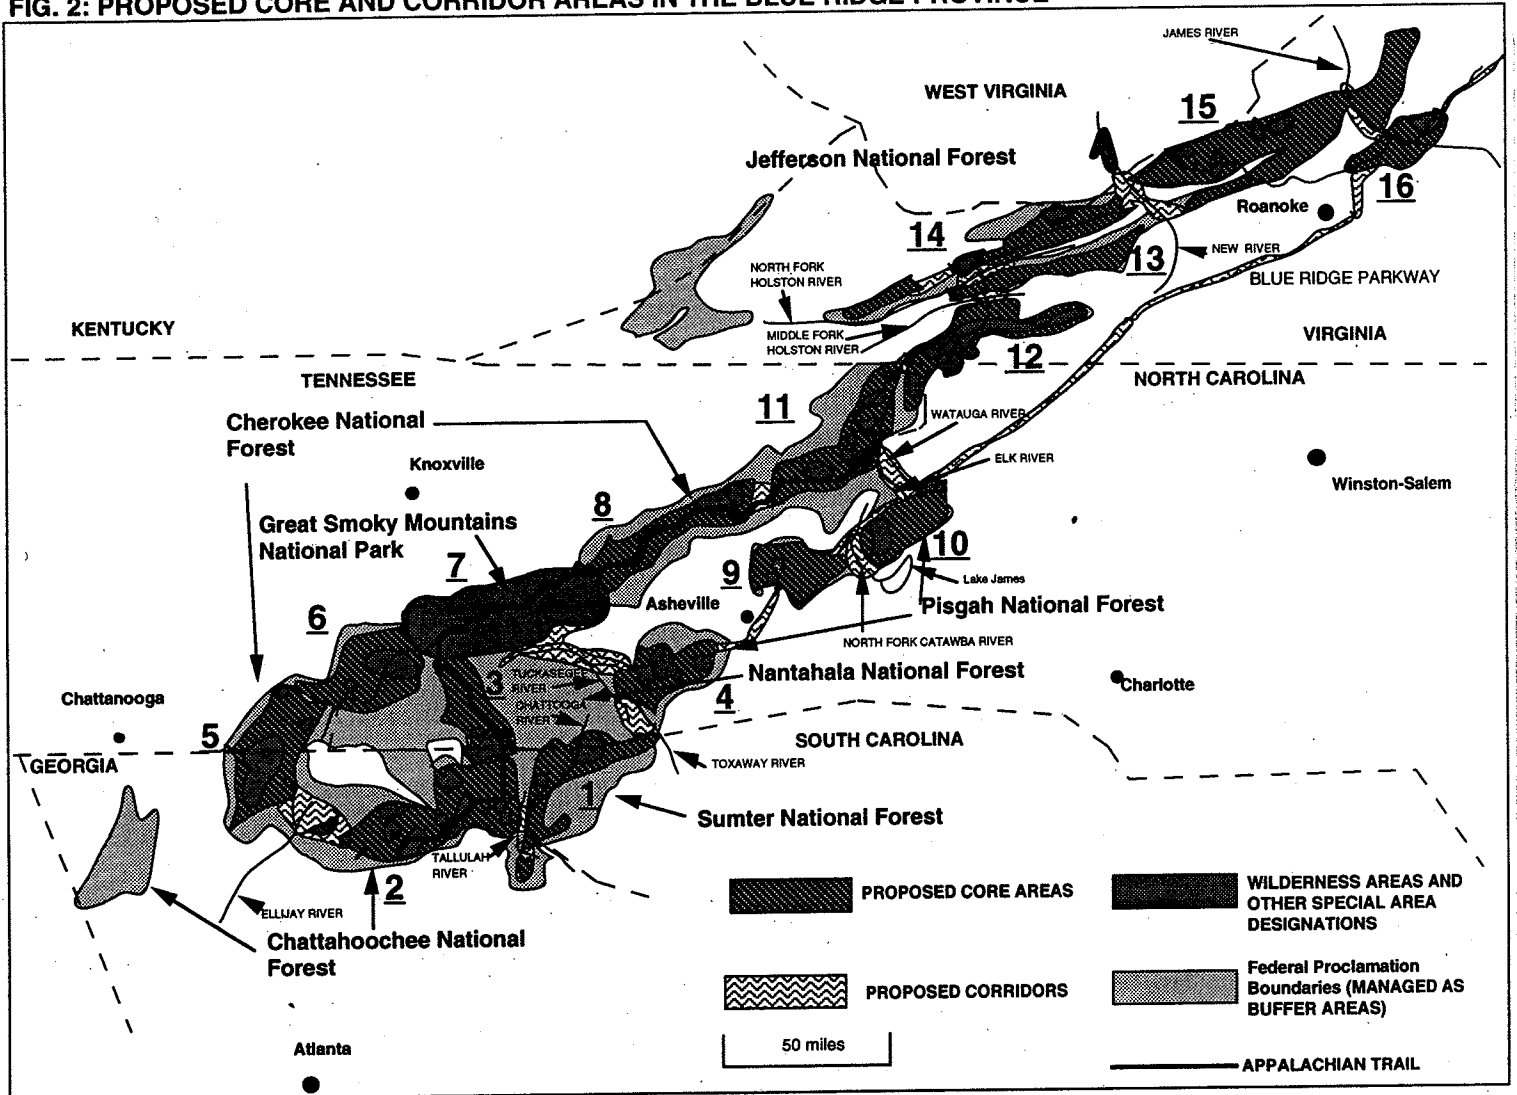 FIG. 2: PROPOSED CORE AND CORRIDOR AREAS IN THE BLUE RIDGE PROVINCE
JAMES RIVER
WEST VIRGINIA
15
Jefferson National Forest
16
Roanoke
14
13
NEW RIVER
NORTH FORK
HOLSTON RIVER
BLUE RIDGE PARKWAY
KENTUCKY
MIDDLE FORK
HOLSTON RIVER
VIRGINIA
12
TENNESSEE
NORTH CAROLINA
11
WATAUGA RIVER
Cherokee National
Forest
Knoxville
ELK RIVER
Winston-Salem
8
Great Smoky Mountains
National Park
10
7
9
Lake James
Asheville
Pisgah National Forest
6
NORTH FORK CATAWBA RIVER
3
TUCKASEGEE
RIVER
Nantahala National Forest
Charlotte
Chattanooga
4
CHATTOOGA
RIVER
5
SOUTH CAROLINA
GEORGIA
TOXAWAY RIVER
1
Sumter National Forest
TALLULAH
RIVER
2
ELLIJAY RIVER
Chattahoochee National
Forest
Atlanta
PROPOSED CORE AREAS
WILDERNESS AREAS AND
OTHER SPECIAL AREA
DESIGNATIONS
PROPOSED CORRIDORS
Federal Proclamation
Boundaries (MANAGED AS
BUFFER AREAS)
50 miles
APPALACHIAN TRAIL